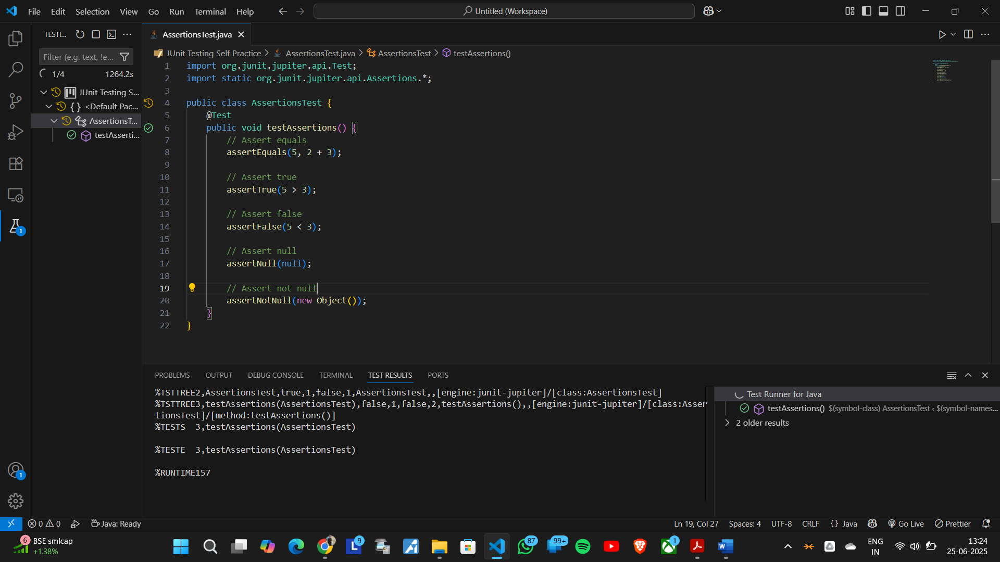 File Edit Selection View Go Run Terminal Help
Untitled (Workspace)
TESTI...
AssertionsTest.java
Filter (e.g. text, !e...
1/4 1264.2s
JUnit Testing S...
<Default Pac...
AssertionsT...
testAsserti...
JUnit Testing Self Practice > AssertionsTest.java > AssertionsTest > testAssertions()
1 import org.junit.jupiter.api.Test;
2 import static org.junit.jupiter.api.Assertions.*;
3
4 public class AssertionsTest {
5 @Test
6 public void testAssertions() {
7 // Assert equals
8 assertEquals(5, 2 + 3);
9
10 // Assert true
11 assertTrue(5 > 3);
12
13 // Assert false
14 assertFalse(5 < 3);
15
16 // Assert null
17 assertNull(null);
18
19 // Assert not null
20 assertNotNull(new Object());
21 }
22 }
PROBLEMS OUTPUT DEBUG CONSOLE TERMINAL TEST RESULTS PORTS
%TSTTREE2,AssertionsTest,true,1,false,1,AssertionsTest,,[engine:junit-jupiter]/[class:AssertionsTest]
%TSTTREE3,testAssertions(AssertionsTest),false,1,false,2,testAssertions(),,[engine:junit-jupiter]/[class:Asser
tionsTest]/[method:testAssertions()]
%TESTS 3,testAssertions(AssertionsTest)
%TESTE 3,testAssertions(AssertionsTest)
%RUNTIME157
Test Runner for Java
testAssertions() $(symbol-class) AssertionsTest < $(symbol-names...
2 older results
1
1
0 0 Java: Ready
Ln 19, Col 27 Spaces: 4 UTF-8 CRLF {} Java Go Live Prettier
6 BSE smlcap
+1.38%
9
87
99+
1
ENG
IN
13:24
25-06-2025